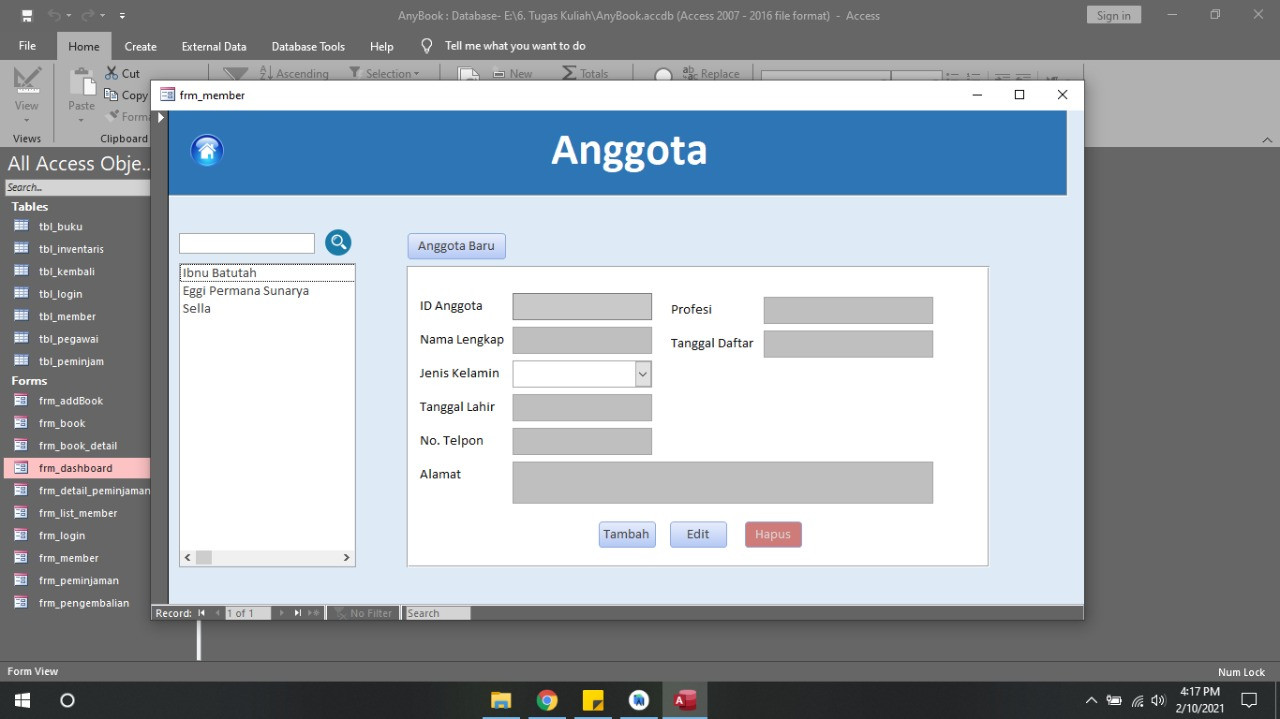 AnyBook : Database- E:\6. Tugas Kuliah\AnyBook.accdb (Access 2007 - 2016 file format) - Access
Sign in
File Home Create External Data Database Tools Help Tell me what you want to do
View
Views
Paste
Cut
Copy
Forma
Clipboard
Ascending
Selection
New
Totals
Replace
frm_member
All Access Obje...
Search...
Tables
tbl_buku
tbl_inventaris
tbl_kembali
tbl_login
tbl_member
tbl_pegawai
tbl_peminjam
Forms
frm_addBook
frm_book
frm_book_detail
frm_dashboard
frm_detail_peminjaman
frm_list_member
frm_login
frm_member
frm_peminjaman
frm_pengembalian
Anggota
Ibnu Batutah
Eggi Permana Sunarya
Sella
Anggota Baru
ID Anggota
Nama Lengkap
Jenis Kelamin
Tanggal Lahir
No. Telpon
Alamat
Profesi
Tanggal Daftar
Tambah Edit Hapus
Record: 1 of 1 No Filter Search
Form View
Num Lock
4:17 PM
2/10/2021